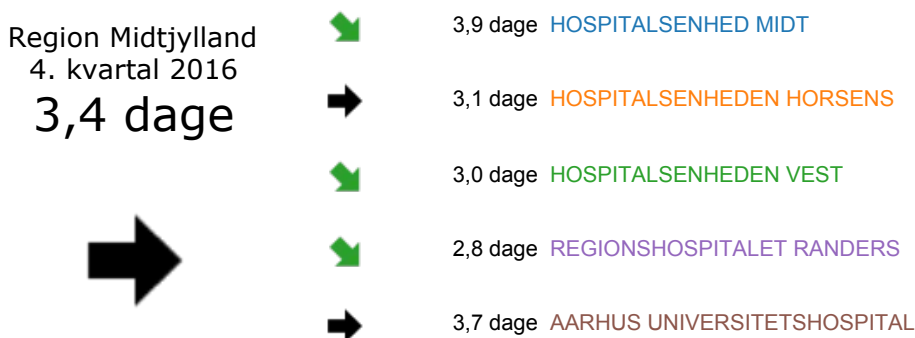 Region Midtjylland
4. kvartal 2016
3,4 dage
3,9 dage HOSPITALSENHED MIDT
3,1 dage HOSPITALSENHEDEN HORSENS
3,0 dage HOSPITALSENHEDEN VEST
2,8 dage REGIONSHOSPITALET RANDERS
3,7 dage AARHUS UNIVERSITETSHOSPITAL